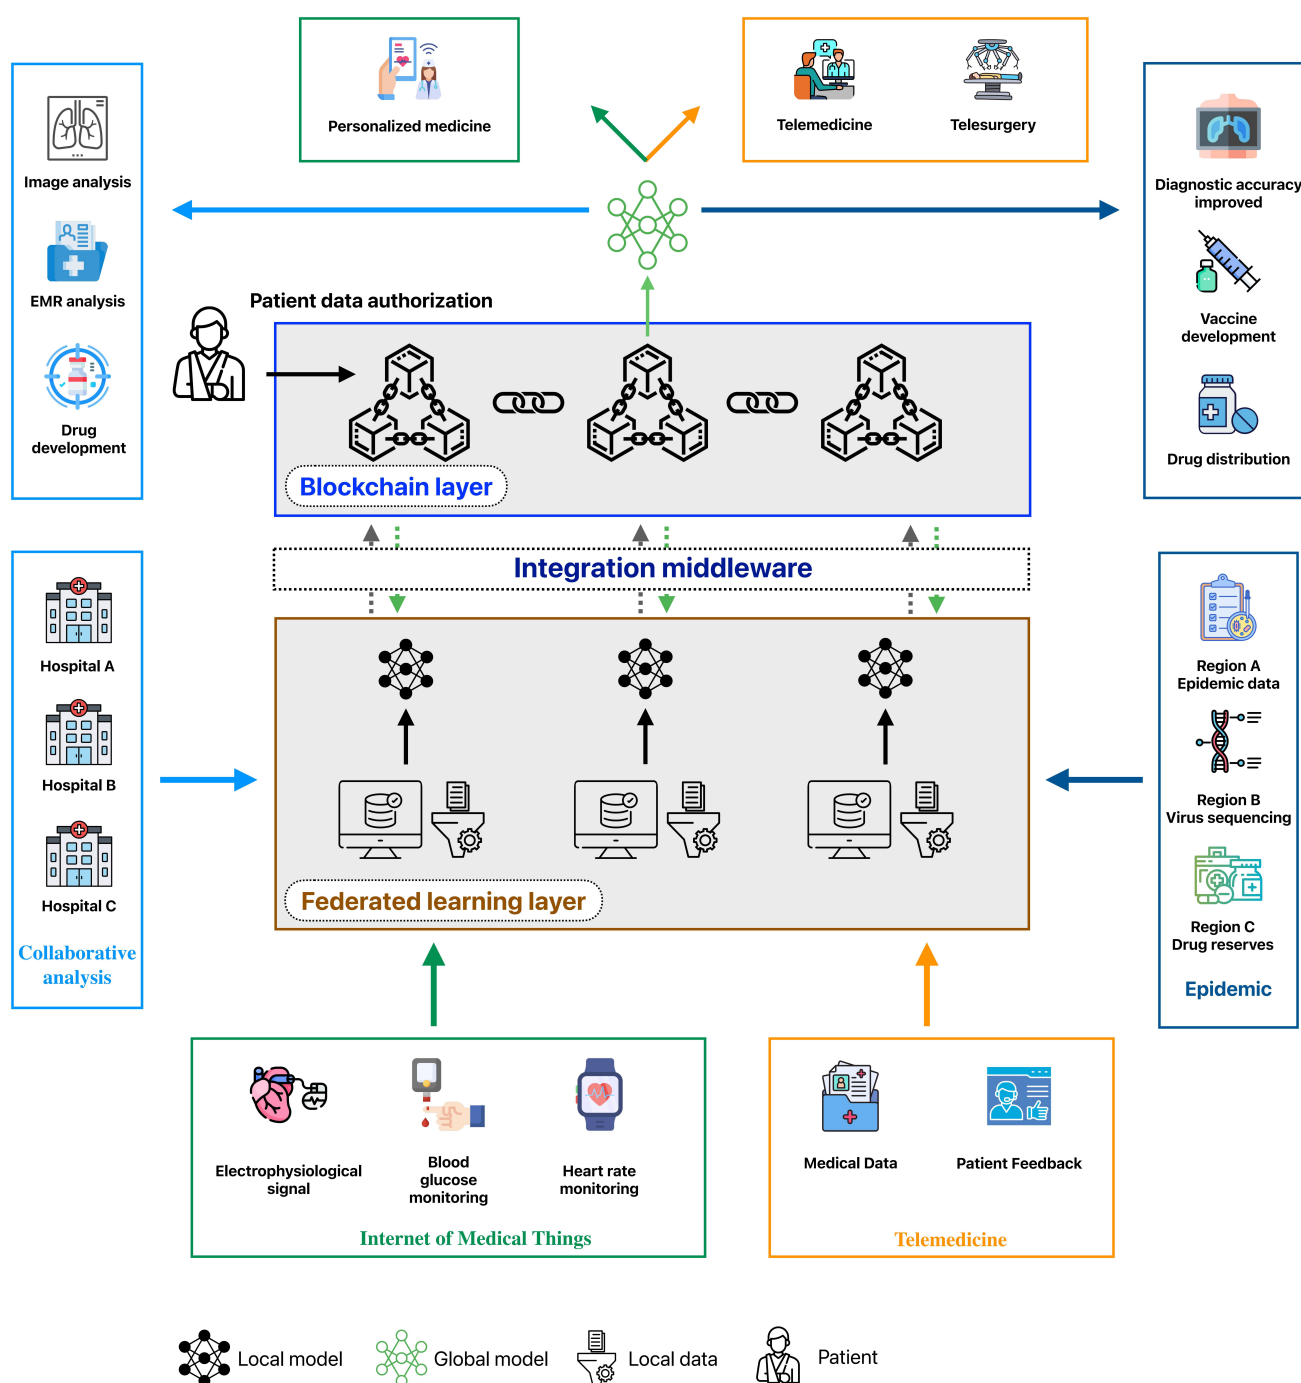 Personalized medicine
Telemedicine
Telesurgery
Image analysis
EMR analysis
Drug
development
Diagnostic accuracy
improved
Vaccine
development
Drug distribution
Patient data authorization
Blockchain layer
Integration middleware
Hospital A
Hospital B
Hospital C
Collaborative
analysis
Federated learning layer
Region A
Epidemic data
Region B
Virus sequencing
Region C
Drug reserves
Epidemic
Electrophysiological
signal
Blood
glucose
monitoring
Heart rate
monitoring
Internet of Medical Things
Medical Data
Patient Feedback
Telemedicine
Local model
Global model
Local data
Patient